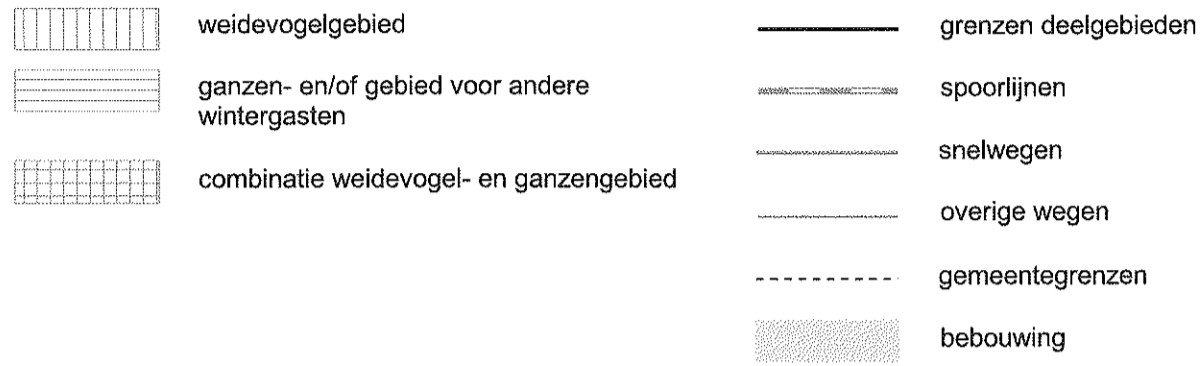 weidevogelgebied
ganzen- en/of gebied voor andere
wintergasten
combinatie weidevogel- en ganzengebied
grenzen deelgebieden
spoorlijnen
snelwegen
overige wegen
gemeentegrenzen
bebouwing